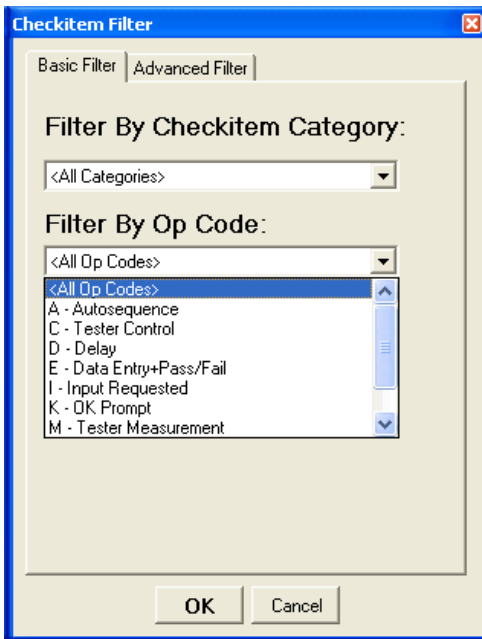 Checkitem Filter
Basic Filter Advanced Filter
Filter By Checkitem Category:
<All Categories>
Filter By Op Code:
<All Op Codes>
<All Op Codes>
A - Autosequence
C - Tester Control
D - Delay
E - Data Entry+Pass/Fail
I - Input Requested
K - OK Prompt
M - Tester Measurement
OK Cancel